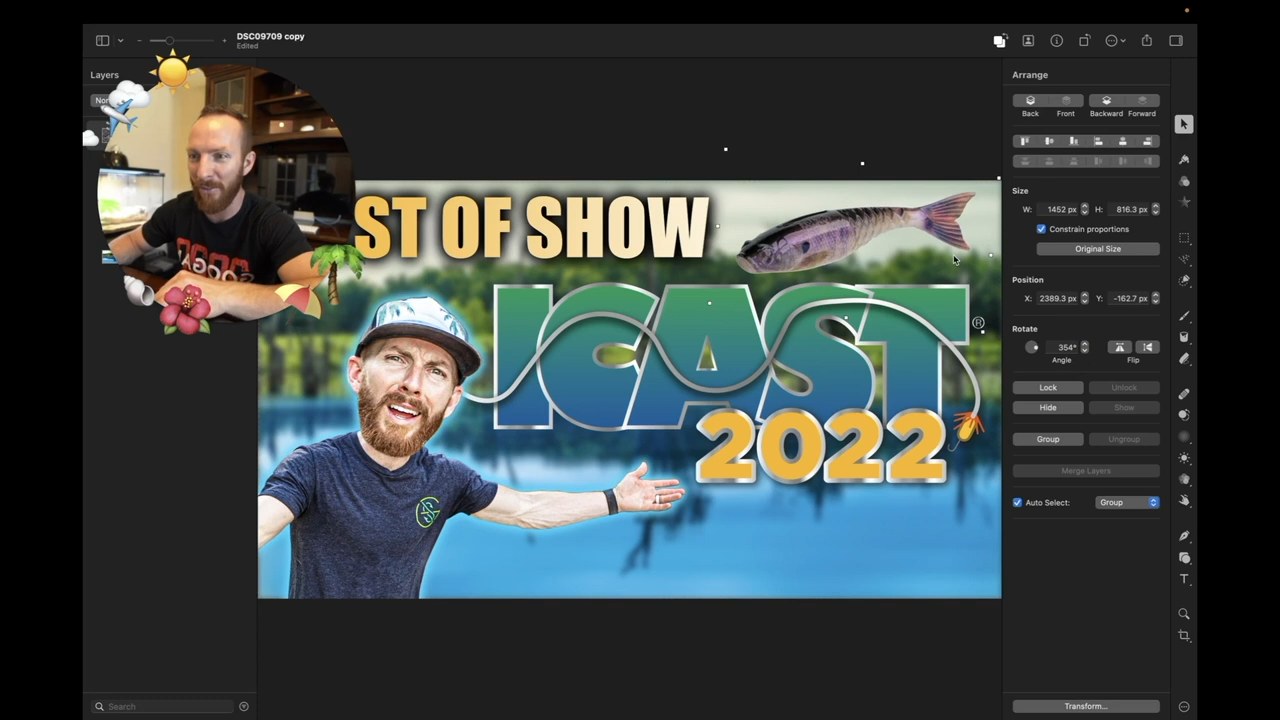 DSC09709 copy
Edited
Layers
Arrange
Back Front Backward Forward
Size
W: 1452 px H: 816.3 px
Constrain proportions
Original Size
Position
X: 2389.3 px Y: -162.7 px
Rotate
354°
Angle Flip
Lock Unlock
Hide Show
Group Ungroup
Merge Layers
Auto Select: Group
Transform...
Search
ST OF SHOW
ICAST®
2022